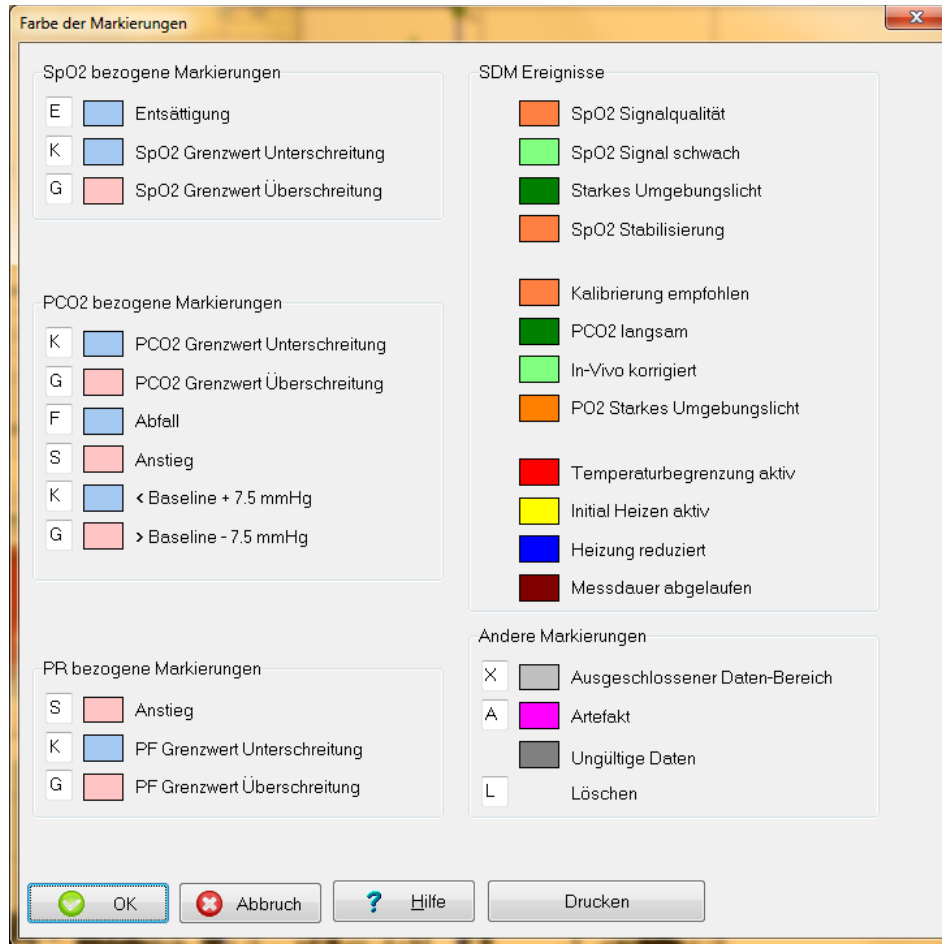 Farbe der Markierungen
SpO2 bezogene Markierungen
E Entsättigung
K SpO2 Grenzwert Unterschreitung
G SpO2 Grenzwert Überschreitung
PCO2 bezogene Markierungen
K PCO2 Grenzwert Unterschreitung
G PCO2 Grenzwert Überschreitung
F Abfall
S Anstieg
K < Baseline + 7.5 mmHg
G > Baseline - 7.5 mmHg
PR bezogene Markierungen
S Anstieg
K PF Grenzwert Unterschreitung
G PF Grenzwert Überschreitung
SDM Ereignisse
SpO2 Signalqualität
SpO2 Signal schwach
Starkes Umgebungslicht
SpO2 Stabilisierung
Kalibrierung empfohlen
PCO2 langsam
In-Vivo korrigiert
PO2 Starkes Umgebungslicht
Temperaturbegrenzung aktiv
Initial Heizen aktiv
Heizung reduziert
Messdauer abgelaufen
Andere Markierungen
X Ausgeschlossener Daten-Bereich
A Artefakt
Ungültige Daten
L Löschen
OK Abbruch ? Hilfe Drucken